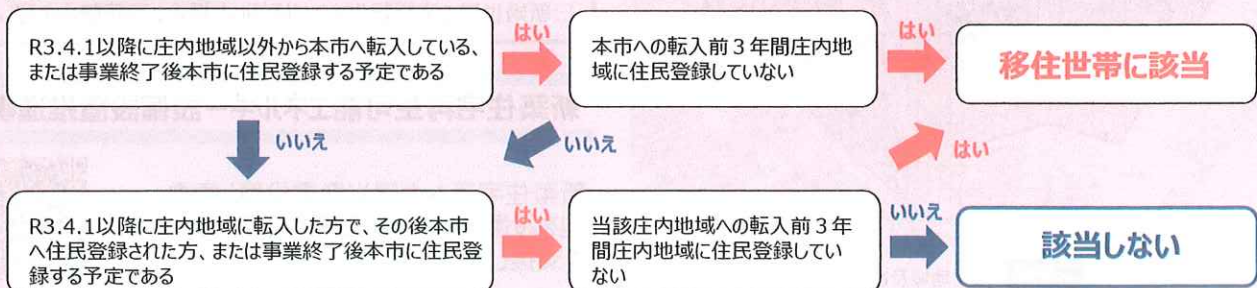 R3.4.1以降に庄内地域以外から本市へ転入している、
または事業終了後本市に住民登録する予定である
はい
本市への転入前３年間庄内地
域に住民登録していない
はい
移住世帯に該当
いいえ
いいえ
はい
R3.4.1以降に庄内地域に転入した方で、その後本市
へ住民登録された方、または事業終了後本市に住民登
録する予定である
はい
当該庄内地域への転入前３年
間庄内地域に住民登録してい
ない
いいえ
該当しない